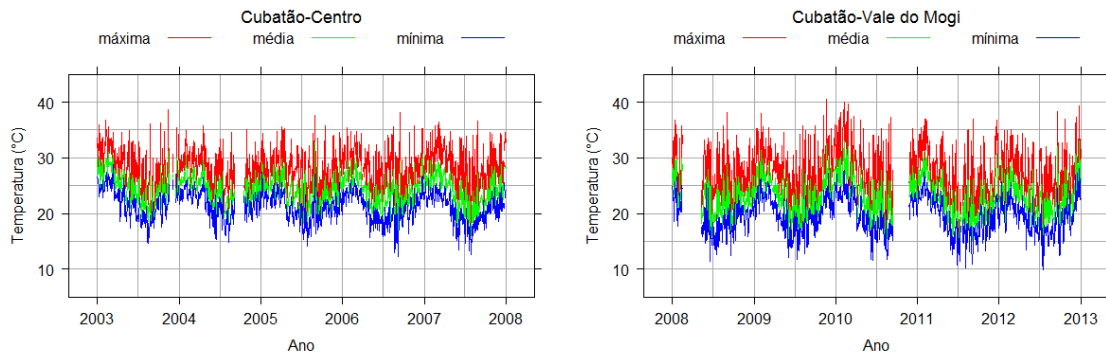 Cubatão-Centro
máxima média mínima
Temperatura (°C)
40
30
20
10
2003 2004 2005 2006 2007 2008
Ano
Cubatão-Vale do Mogi
máxima média mínima
Temperatura (°C)
40
30
20
10
2008 2009 2010 2011 2012 2013
Ano